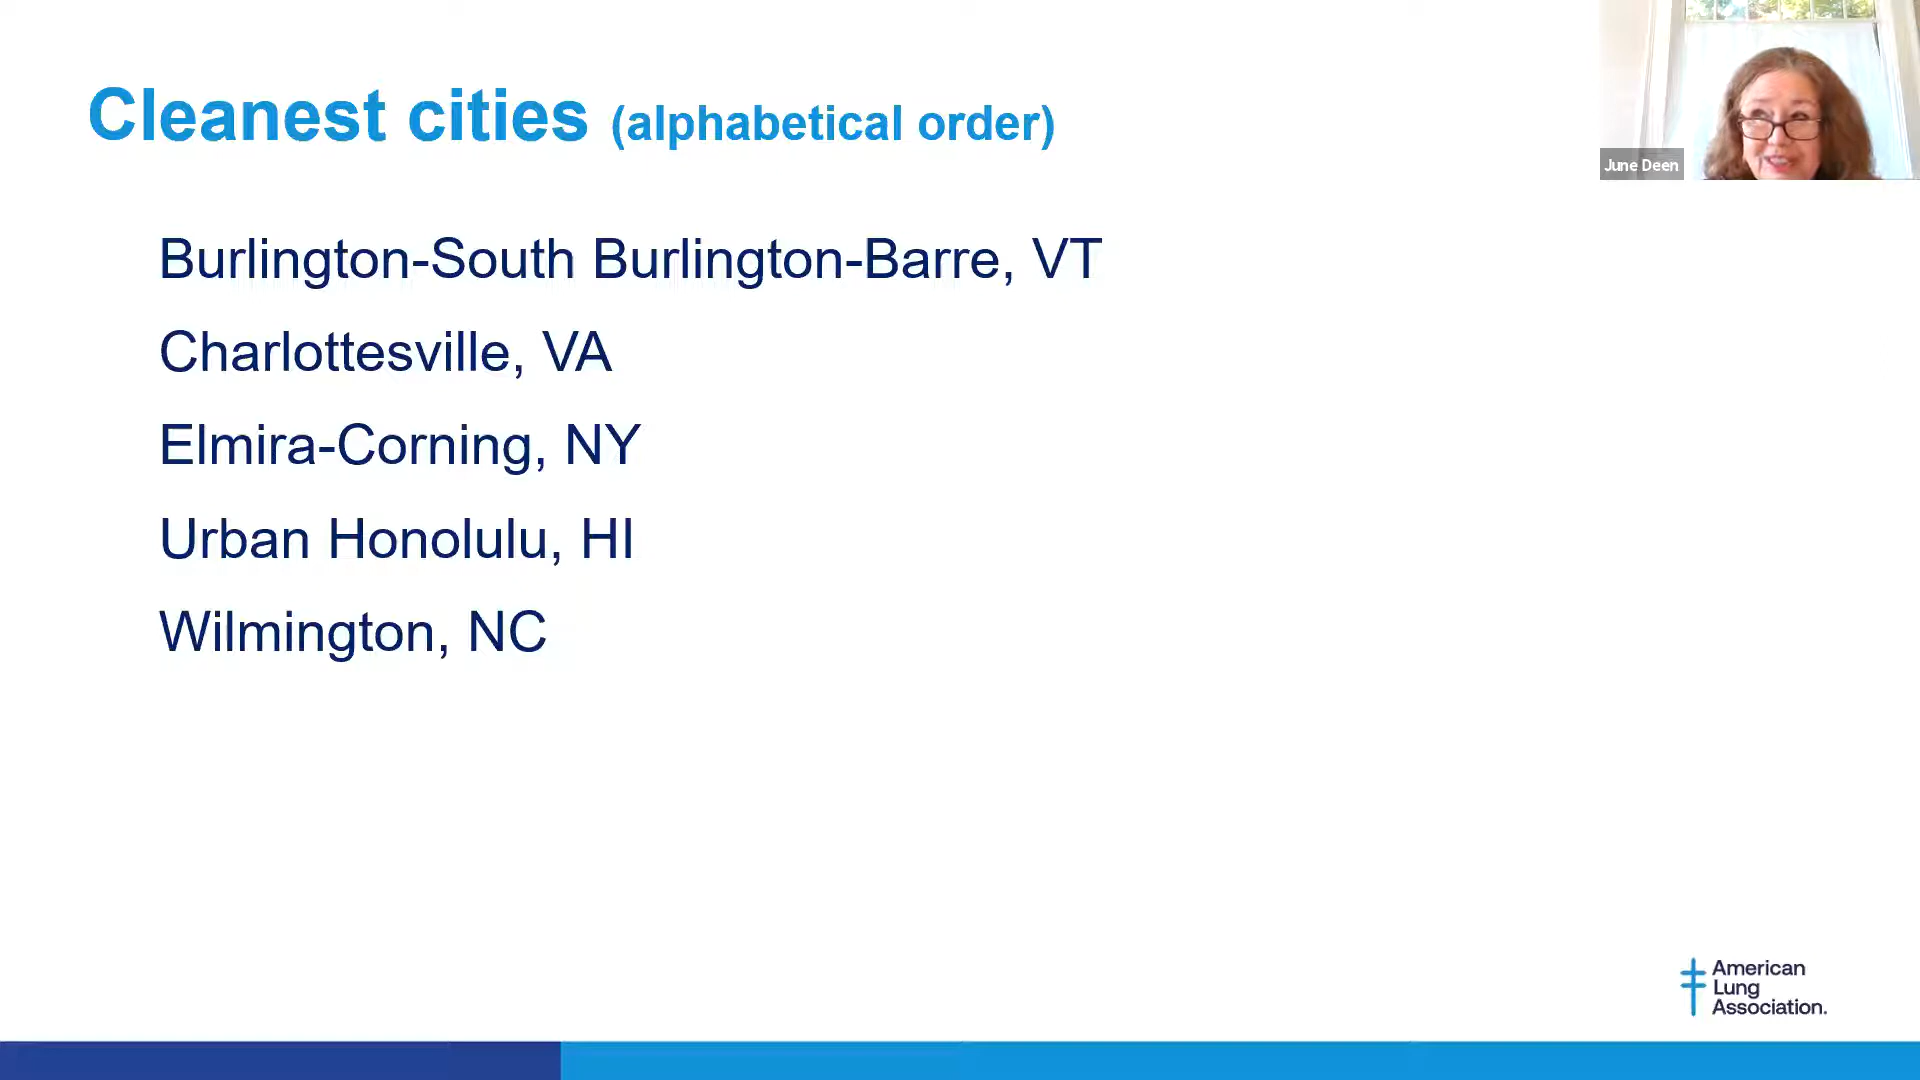 Cleanest cities (alphabetical order)
June Deen
Burlington-South Burlington-Barre, VT
Charlottesville, VA
Elmira-Corning, NY
Urban Honolulu, HI
Wilmington, NC
American
Lung
Association.